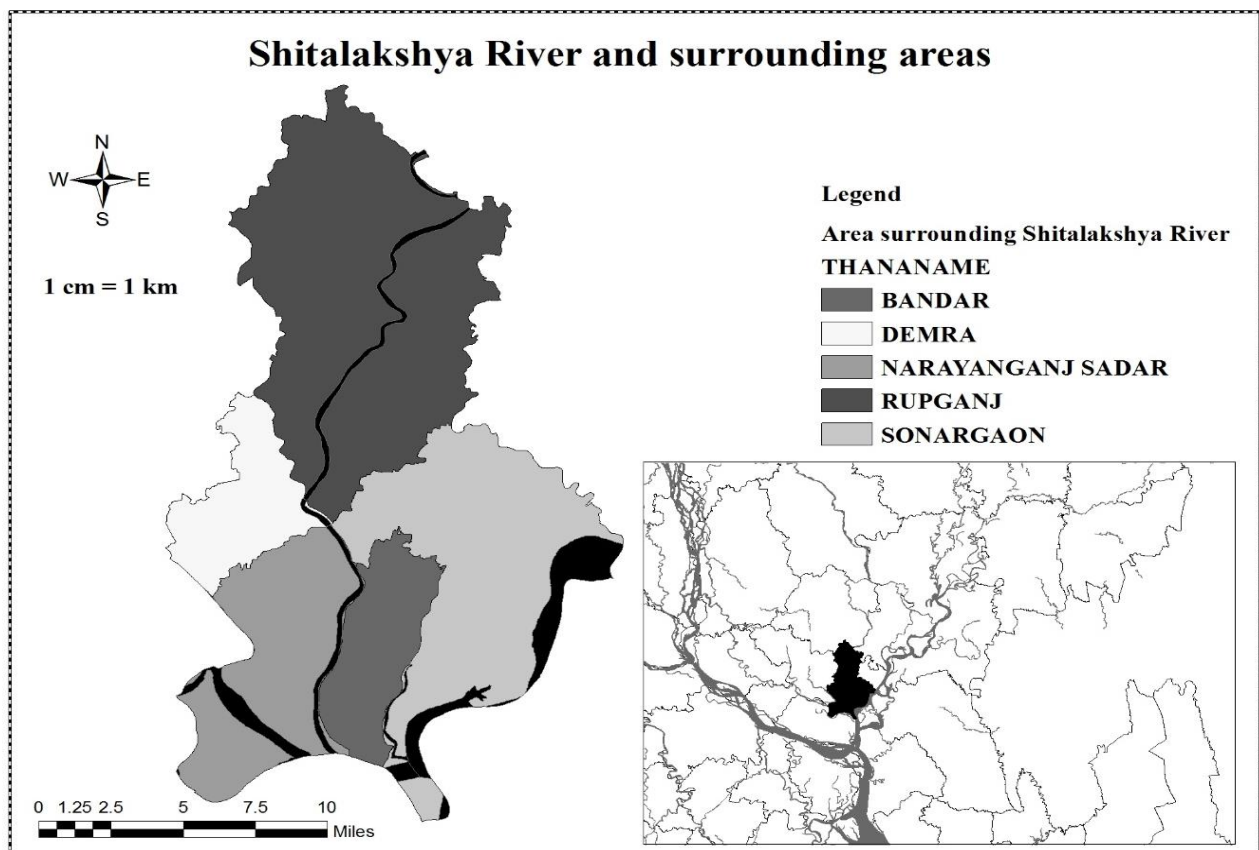 Shitalakshya River and surrounding areas
N
W E
S
1 cm = 1 km
Legend
Area surrounding Shitalakshya River
THANANAME
BANDAR
DEMRA
NARAYANGANJ SADAR
RUPGANJ
SONARGAON
0 1.25 2.5 5 7.5 10
Miles